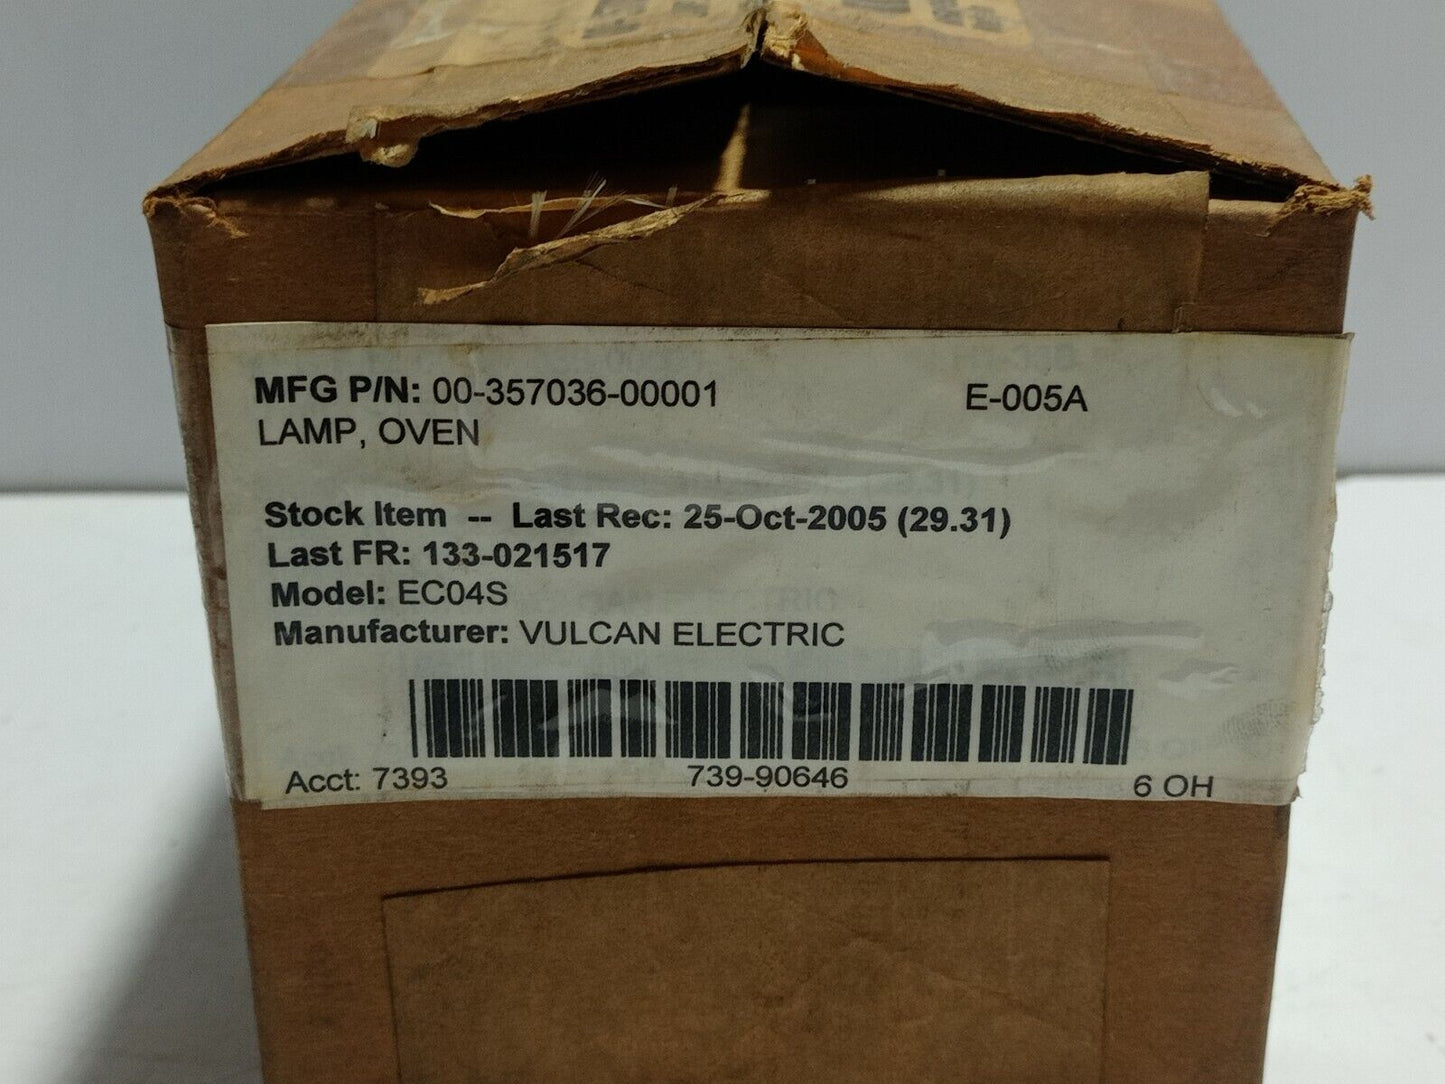 MFG P/N: 00-357036-00001 E-005A
LAMP, OVEN
Stock Item -- Last Rec: 25-Oct-2005 (29.31)
Last FR: 133-021517
Model: EC04S
Manufacturer: VULCAN ELECTRIC
Acct: 7393 739-90646 6 OH